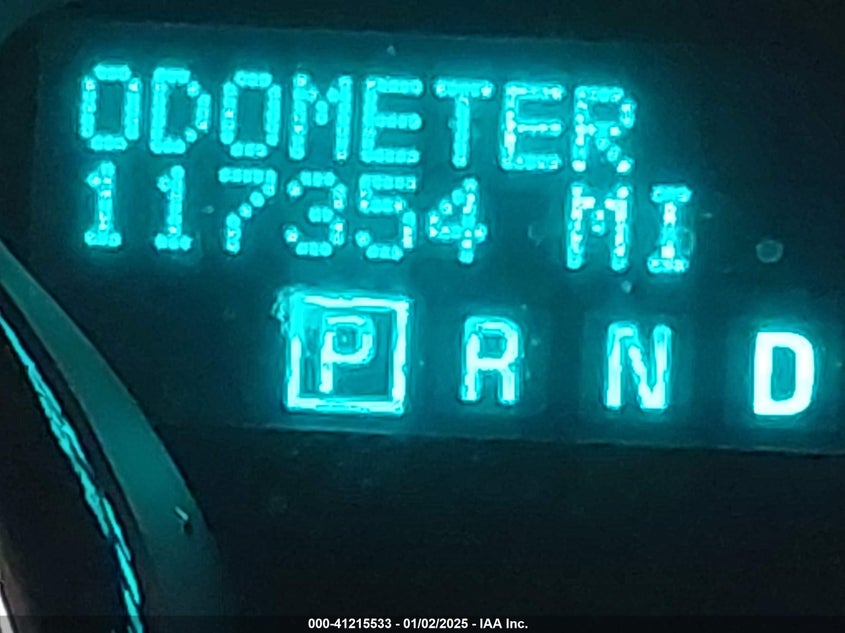 ODOMETER
117354 MI
P R N D
000-41215533 - 01/02/2025 - IAA Inc.